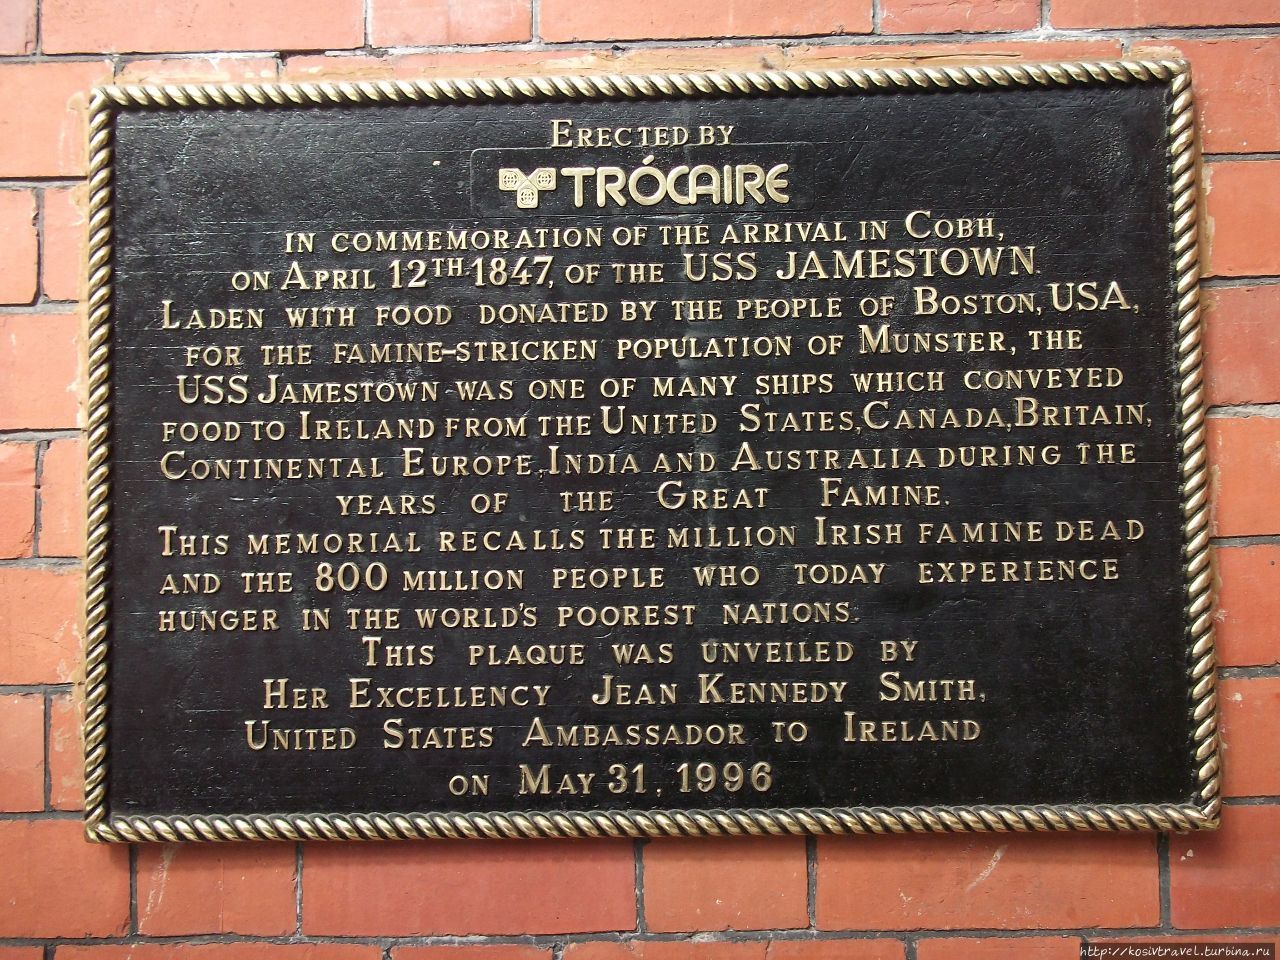 ERECTED BY
TRÓCAIRE
IN COMMEMORATION OF THE ARRIVAL IN COBH,
ON APRIL 12TH 1847, OF THE USS JAMESTOWN.
LADEN WITH FOOD DONATED BY THE PEOPLE OF BOSTON, USA,
FOR THE FAMINE-STRICKEN POPULATION OF MUNSTER, THE
USS JAMESTOWN WAS ONE OF MANY SHIPS WHICH CONVEYED
FOOD TO IRELAND FROM THE UNITED STATES, CANADA, BRITAIN,
CONTINENTAL EUROPE, INDIA AND AUSTRALIA DURING THE
YEARS OF THE GREAT FAMINE.
THIS MEMORIAL RECALLS THE MILLION IRISH FAMINE DEAD
AND THE 800 MILLION PEOPLE WHO TODAY EXPERIENCE
HUNGER IN THE WORLD'S POOREST NATIONS.
THIS PLAQUE WAS UNVEILED BY
HER EXCELLENCY JEAN KENNEDY SMITH,
UNITED STATES AMBASSADOR TO IRELAND
ON MAY 31, 1996
http://kosivtravel.turbina.ru